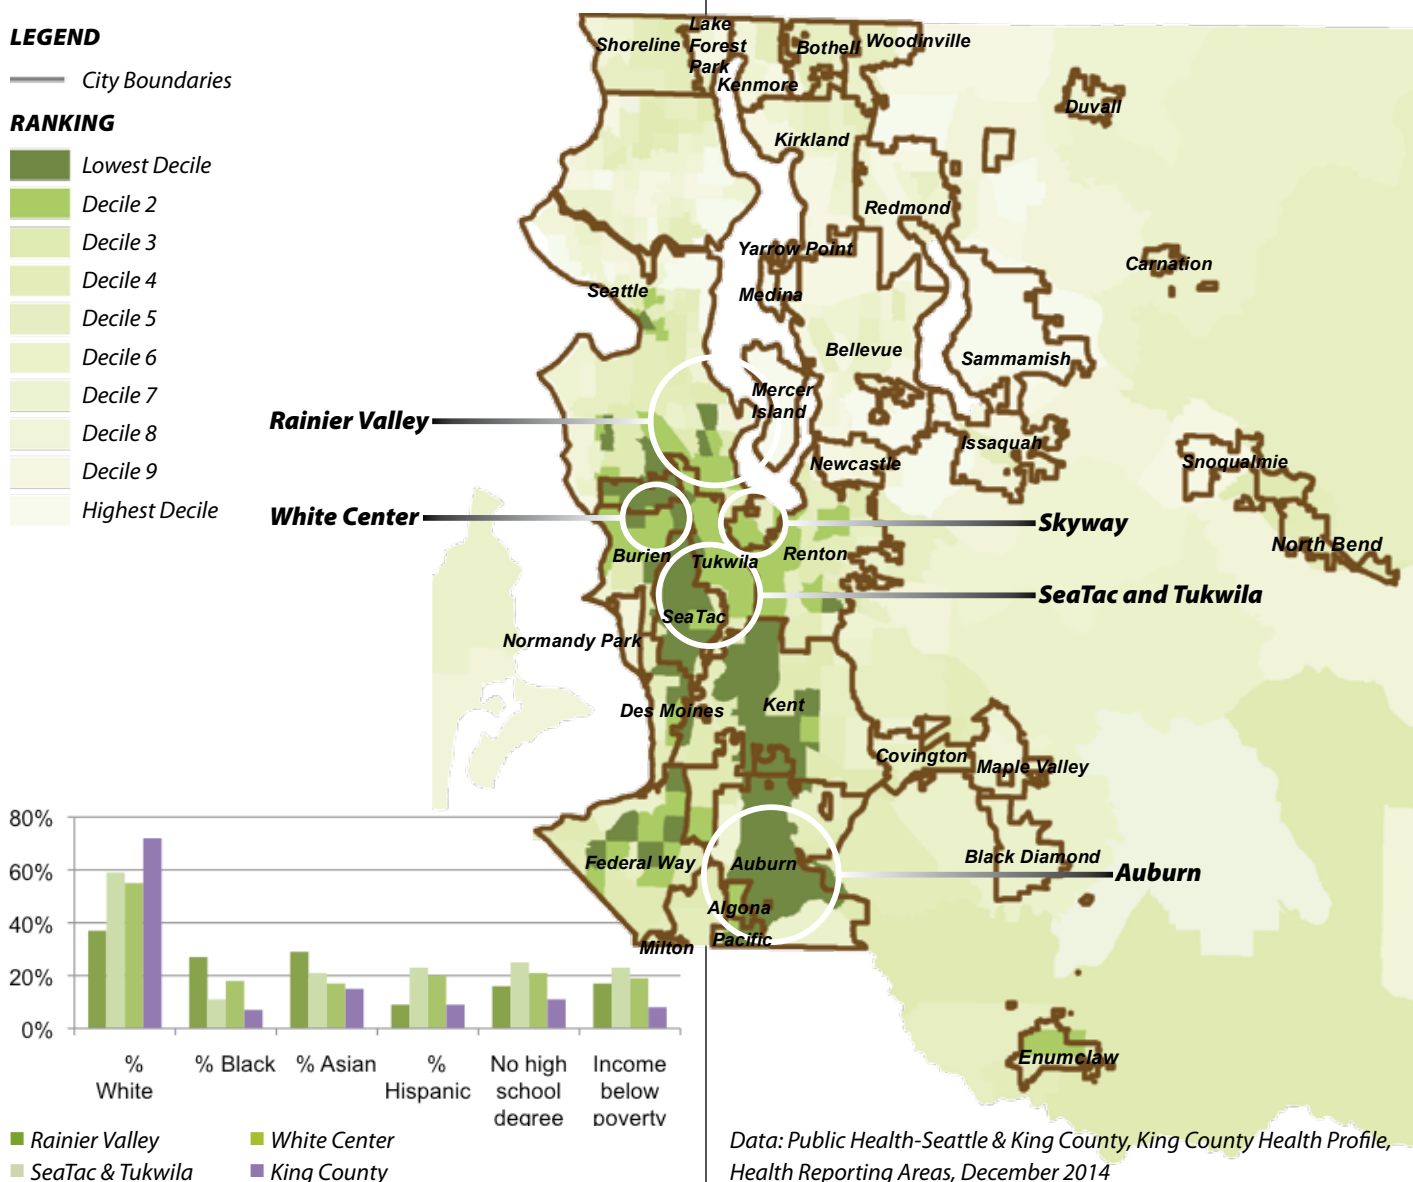 LEGEND
City Boundaries
RANKING
Lowest Decile
Decile 2
Decile 3
Decile 4
Decile 5
Decile 6
Decile 7
Decile 8
Decile 9
Highest Decile
Shoreline
Lake
Forest
Park
Bothell
Woodinville
Kenmore
Duvall
Kirkland
Redmond
Yarrow Point
Carnation
Seattle
Medina
Bellevue
Sammamish
Mercer
Island
Rainier Valley
Issaquah
Newcastle
Snoqualmie
White Center
Skyway
North Bend
Burien
Tukwila
Renton
SeaTac and Tukwila
SeaTac
Normandy Park
Des Moines
Kent
Covington
Maple Valley
Federal Way
Auburn
Black Diamond
Auburn
Algona
Pacific
Milton
Enumclaw
80%
60%
40%
20%
0%
%
White
% Black
% Asian
%
Hispanic
No high
school
degree
Income
below
poverty
Rainier Valley
White Center
SeaTac & Tukwila
King County
Data: Public Health-Seattle & King County, King County Health Profile,
Health Reporting Areas, December 2014